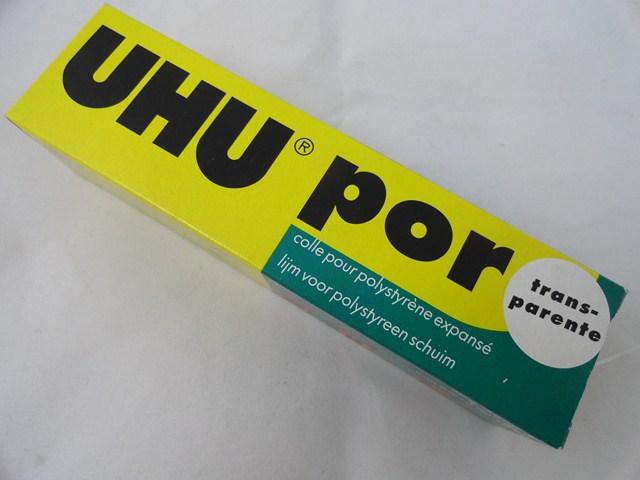 UHU® por
colle pour polystyrène expansé
lijm voor polystyreen schuim
trans-
parente